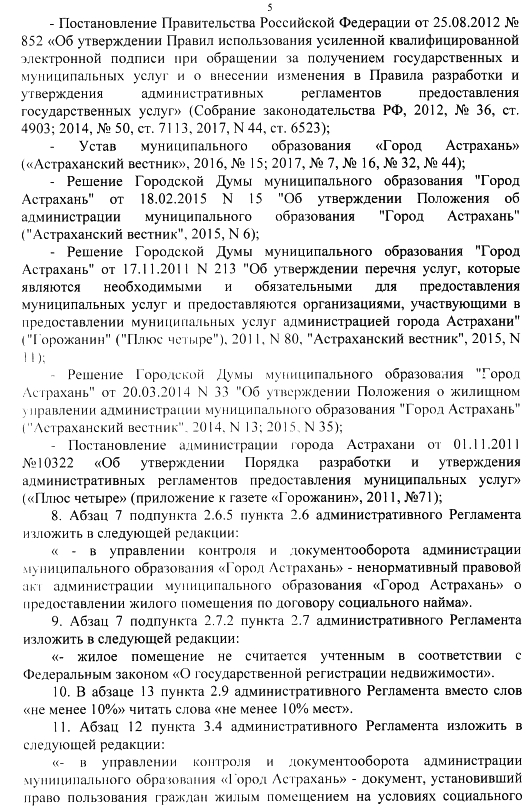 5
- Постановление Правительства Российской Федерации от 25.08.2012 №
852 «Об утверждении Правил использования усиленной квалифицированной
электронной подписи при обращении за получением государственных и
муниципальных услуг и о внесении изменения в Правила разработки и
утверждения административных регламентов предоставления
государственных услуг» (Собрание законодательства РФ, 2012, № 36, ст.
4903; 2014, № 50, ст. 7113, 2017, N 44, ст. 6523);
- Устав муниципального образования «Город Астрахань»
(«Астраханский вестник», 2016, № 15; 2017, № 7, № 16, № 32, № 44);
- Решение Городской Думы муниципального образования "Город
Астрахань" от 18.02.2015 N 15 "Об утверждении Положения об
администрации муниципального образования "Город Астрахань"
("Астраханский вестник", 2015, N 6);
- Решение Городской Думы муниципального образования "Город
Астрахань" от 17.11.2011 N 213 "Об утверждении перечня услуг, которые
являются необходимыми и обязательными для предоставления
муниципальных услуг и предоставляются организациями, участвующими в
предоставлении муниципальных услуг администрацией города Астрахани"
("Горожанин" ("Плюс четыре"), 2011, N 80, "Астраханский вестник", 2015, N
11);
- Решение Городской Думы муниципального образования "Город
Астрахань" от 20.03.2014 N 33 "Об утверждении Положения о жилищном
управлении администрации муниципального образования "Город Астрахань"
("Астраханский вестник", 2014, N 13; 2015, N 35);
- Постановление администрации города Астрахани от 01.11.2011
№10322 «Об утверждении Порядка разработки и утверждения
административных регламентов предоставления муниципальных услуг»
(«Плюс четыре» (приложение к газете «Горожанин», 2011, №71);
8. Абзац 7 подпункта 2.6.5 пункта 2.6 административного Регламента
изложить в следующей редакции:
« - в управлении контроля и документооборота администрации
муниципального образования «Город Астрахань» - ненормативный правовой
акт администрации муниципального образования «Город Астрахань» о
предоставлении жилого помещения по договору социального найма».
9. Абзац 7 подпункта 2.7.2 пункта 2.7 административного Регламента
изложить в следующей редакции:
«- жилое помещение не считается учтенным в соответствии с
Федеральным законом «О государственной регистрации недвижимости».
10. В абзаце 13 пункта 2.9 административного Регламента вместо слов
«не менее 10%» читать слова «не менее 10% мест».
11. Абзац 12 пункта 3.4 административного Регламента изложить в
следующей редакции:
«- в управлении контроля и документооборота администрации
муниципального образования «Город Астрахань» - документ, установивший
право пользования граждан жилым помещением на условиях социального